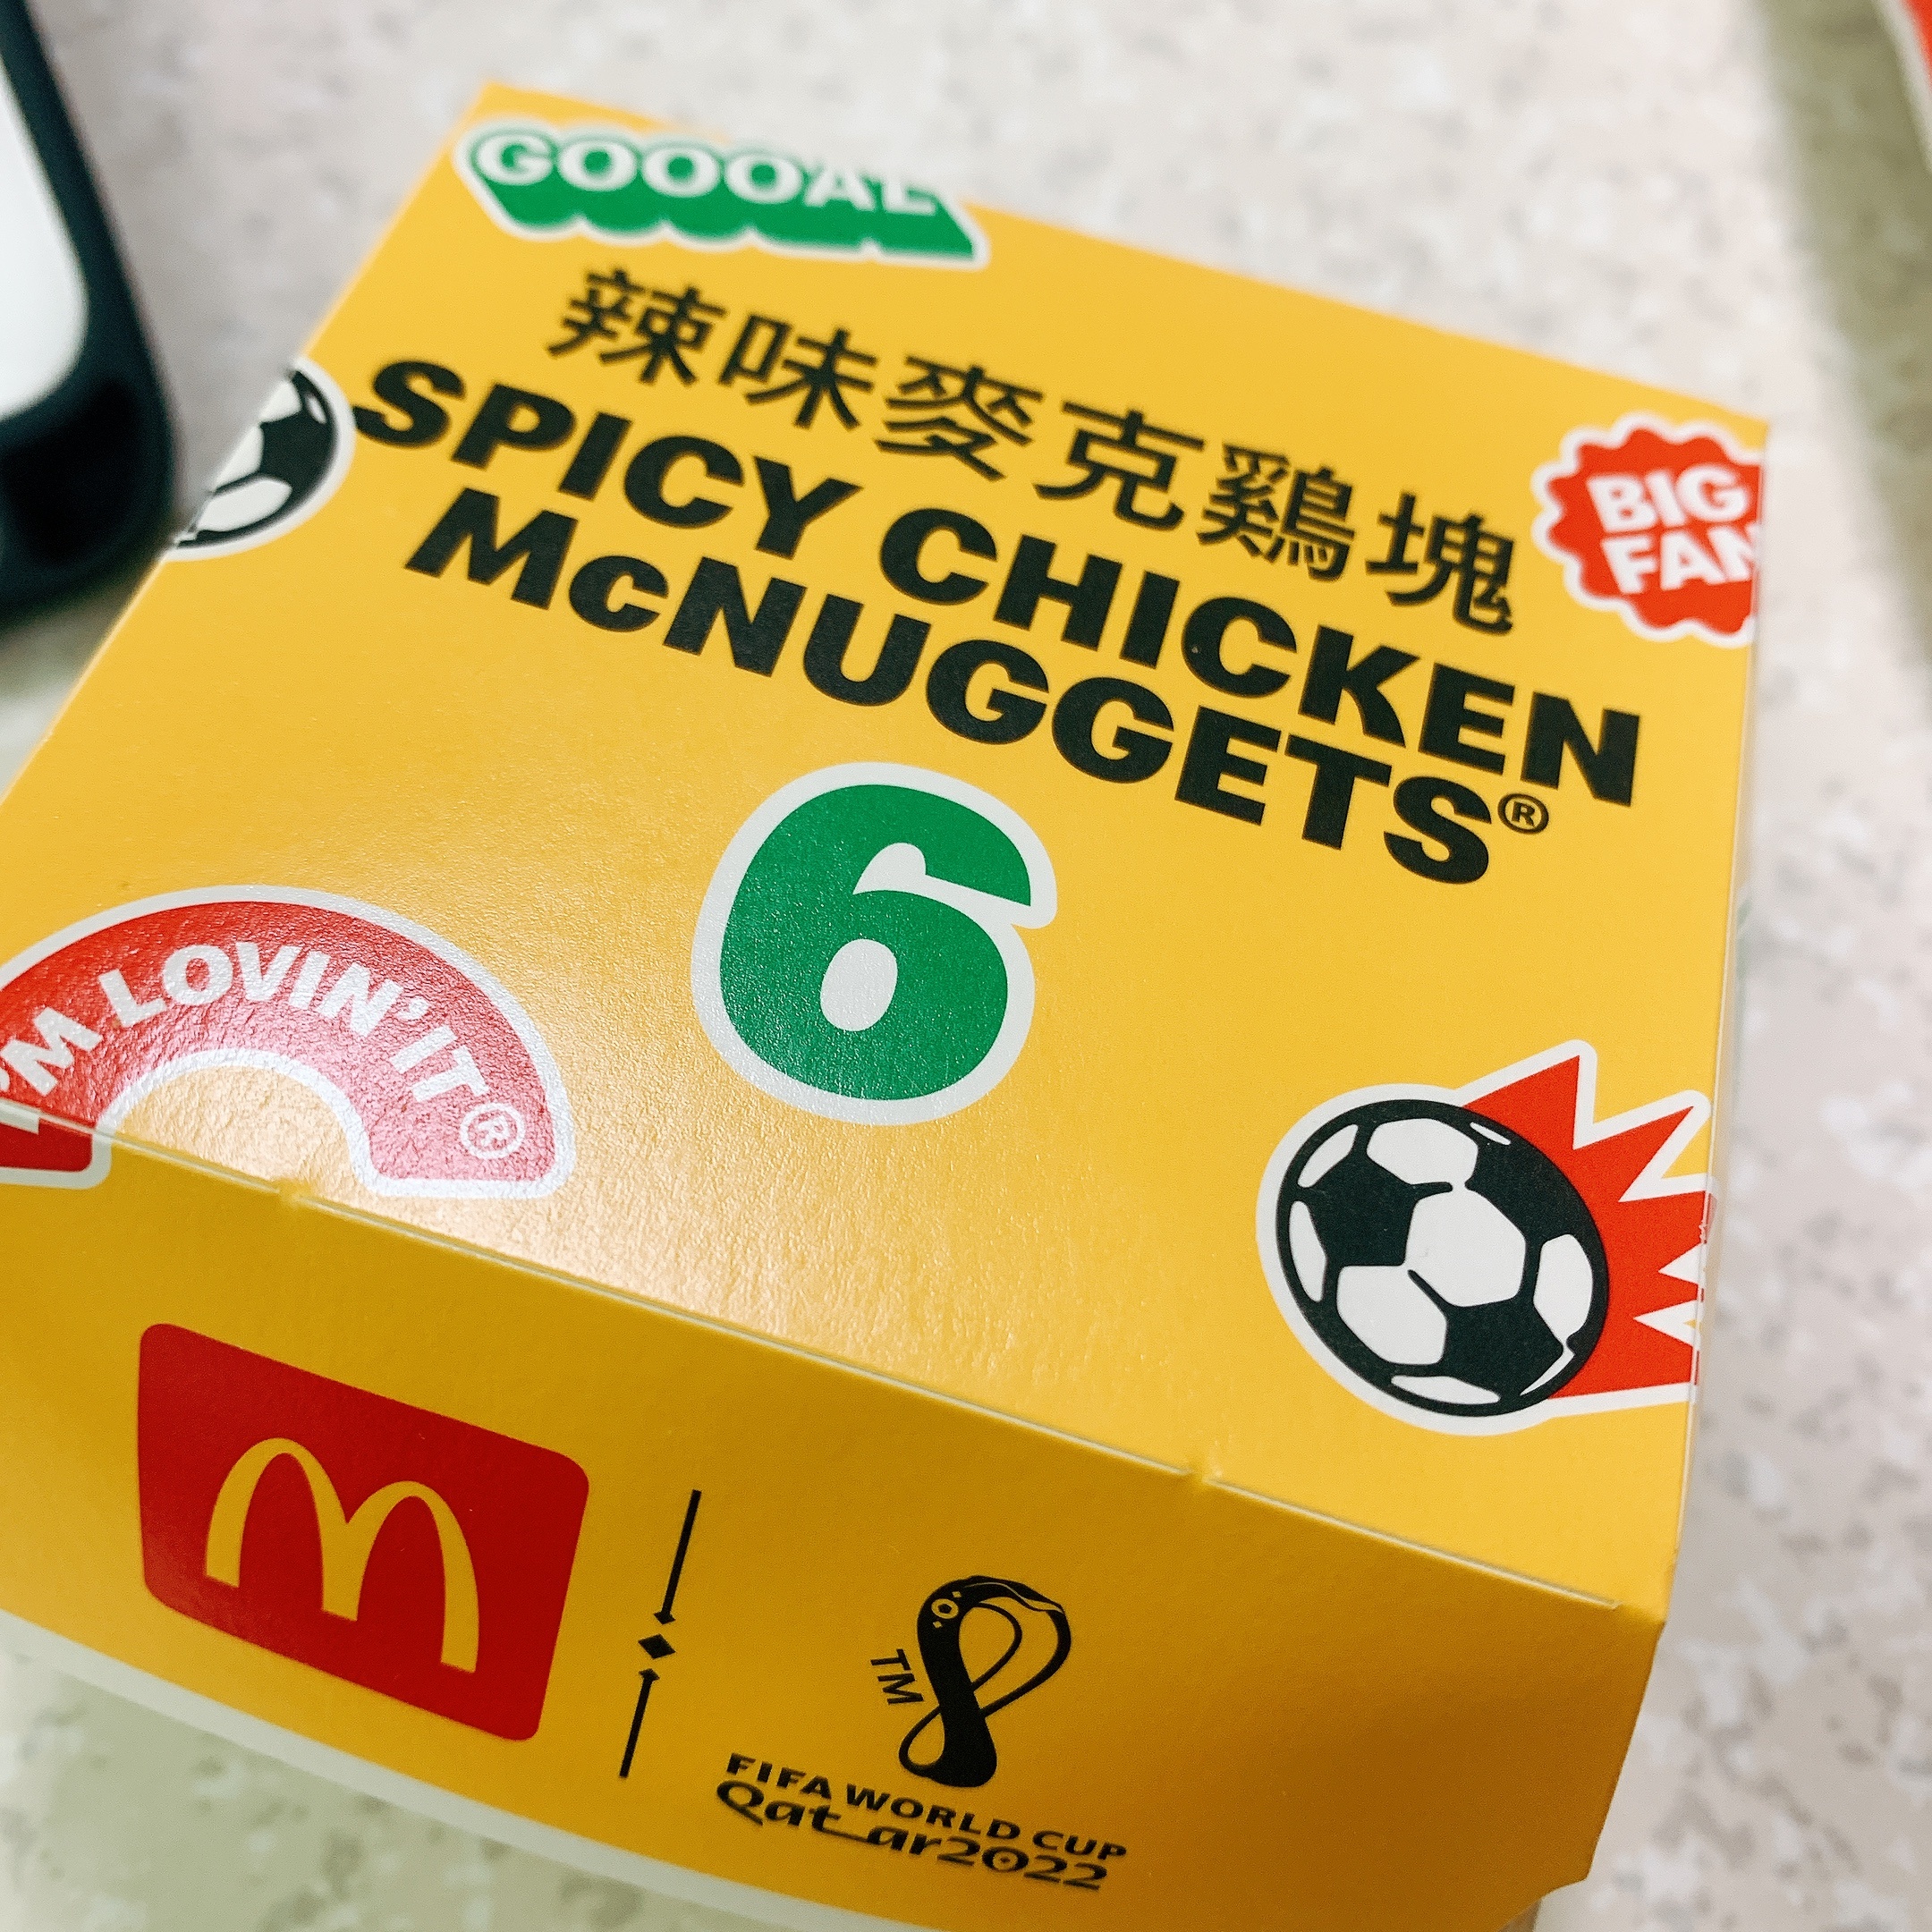 GOOOAL
辣味麥克鷄塊
SPICY CHICKEN
McNUGGETS®
BIG
FAN
6
I'M LOVIN' IT®
TM
FIFA WORLD CUP
Qatar2022